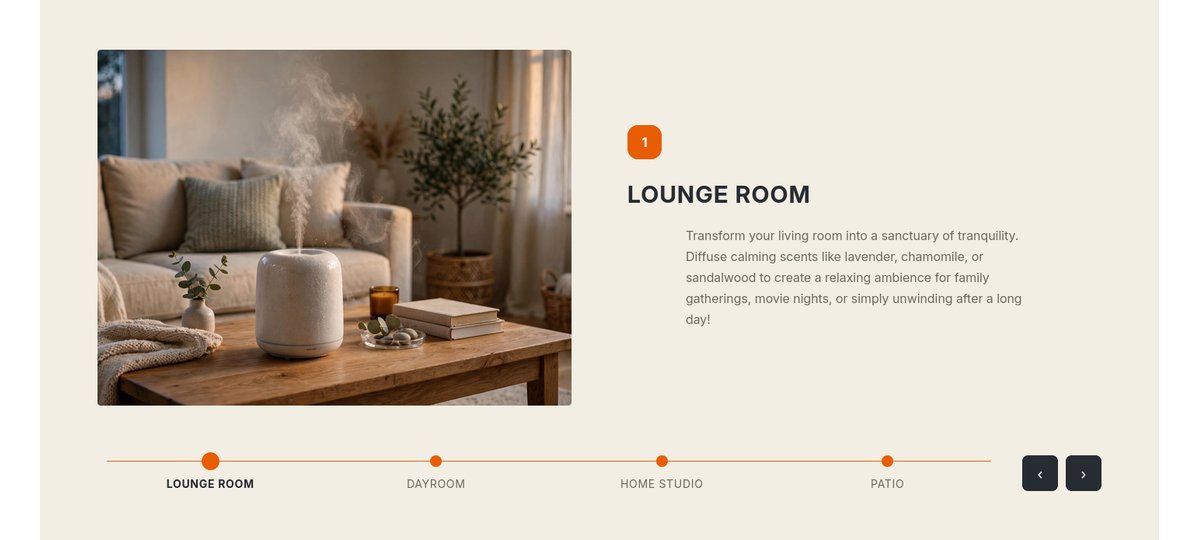 1
LOUNGE ROOM
Transform your living room into a sanctuary of tranquility.
Diffuse calming scents like lavender, chamomile, or
sandalwood to create a relaxing ambience for family
gatherings, movie nights, or simply unwinding after a long
day!
LOUNGE ROOM
DAYROOM
HOME STUDIO
PATIO
‹ ›